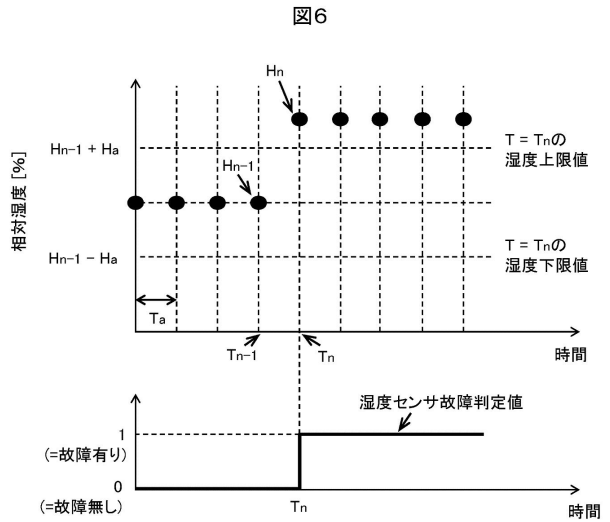 図6
Hn
Hn-1 + Ha
T = Tnの
湿度上限値
Hn-1
相対湿度 [%]
Hn-1 - Ha
T = Tnの
湿度下限値
Ta
Tn-1
Tn
時間
湿度センサ故障判定値
1
(=故障有り)
0
(=故障無し)
Tn
時間